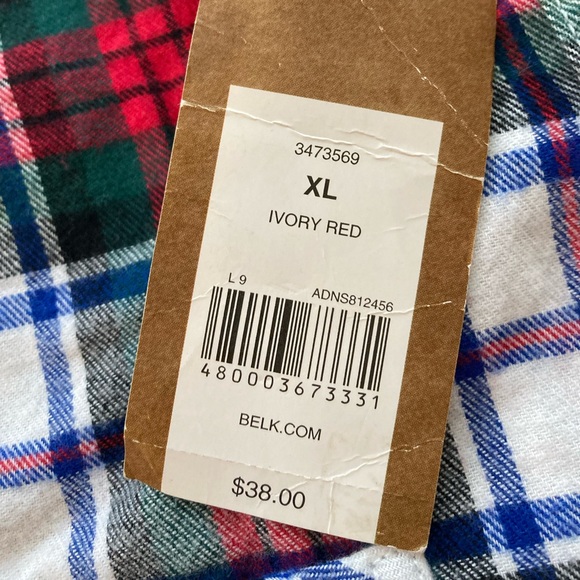 3473569
XL
IVORY RED
L 9 ADNS812456
480003673331
BELK.COM
$38.00